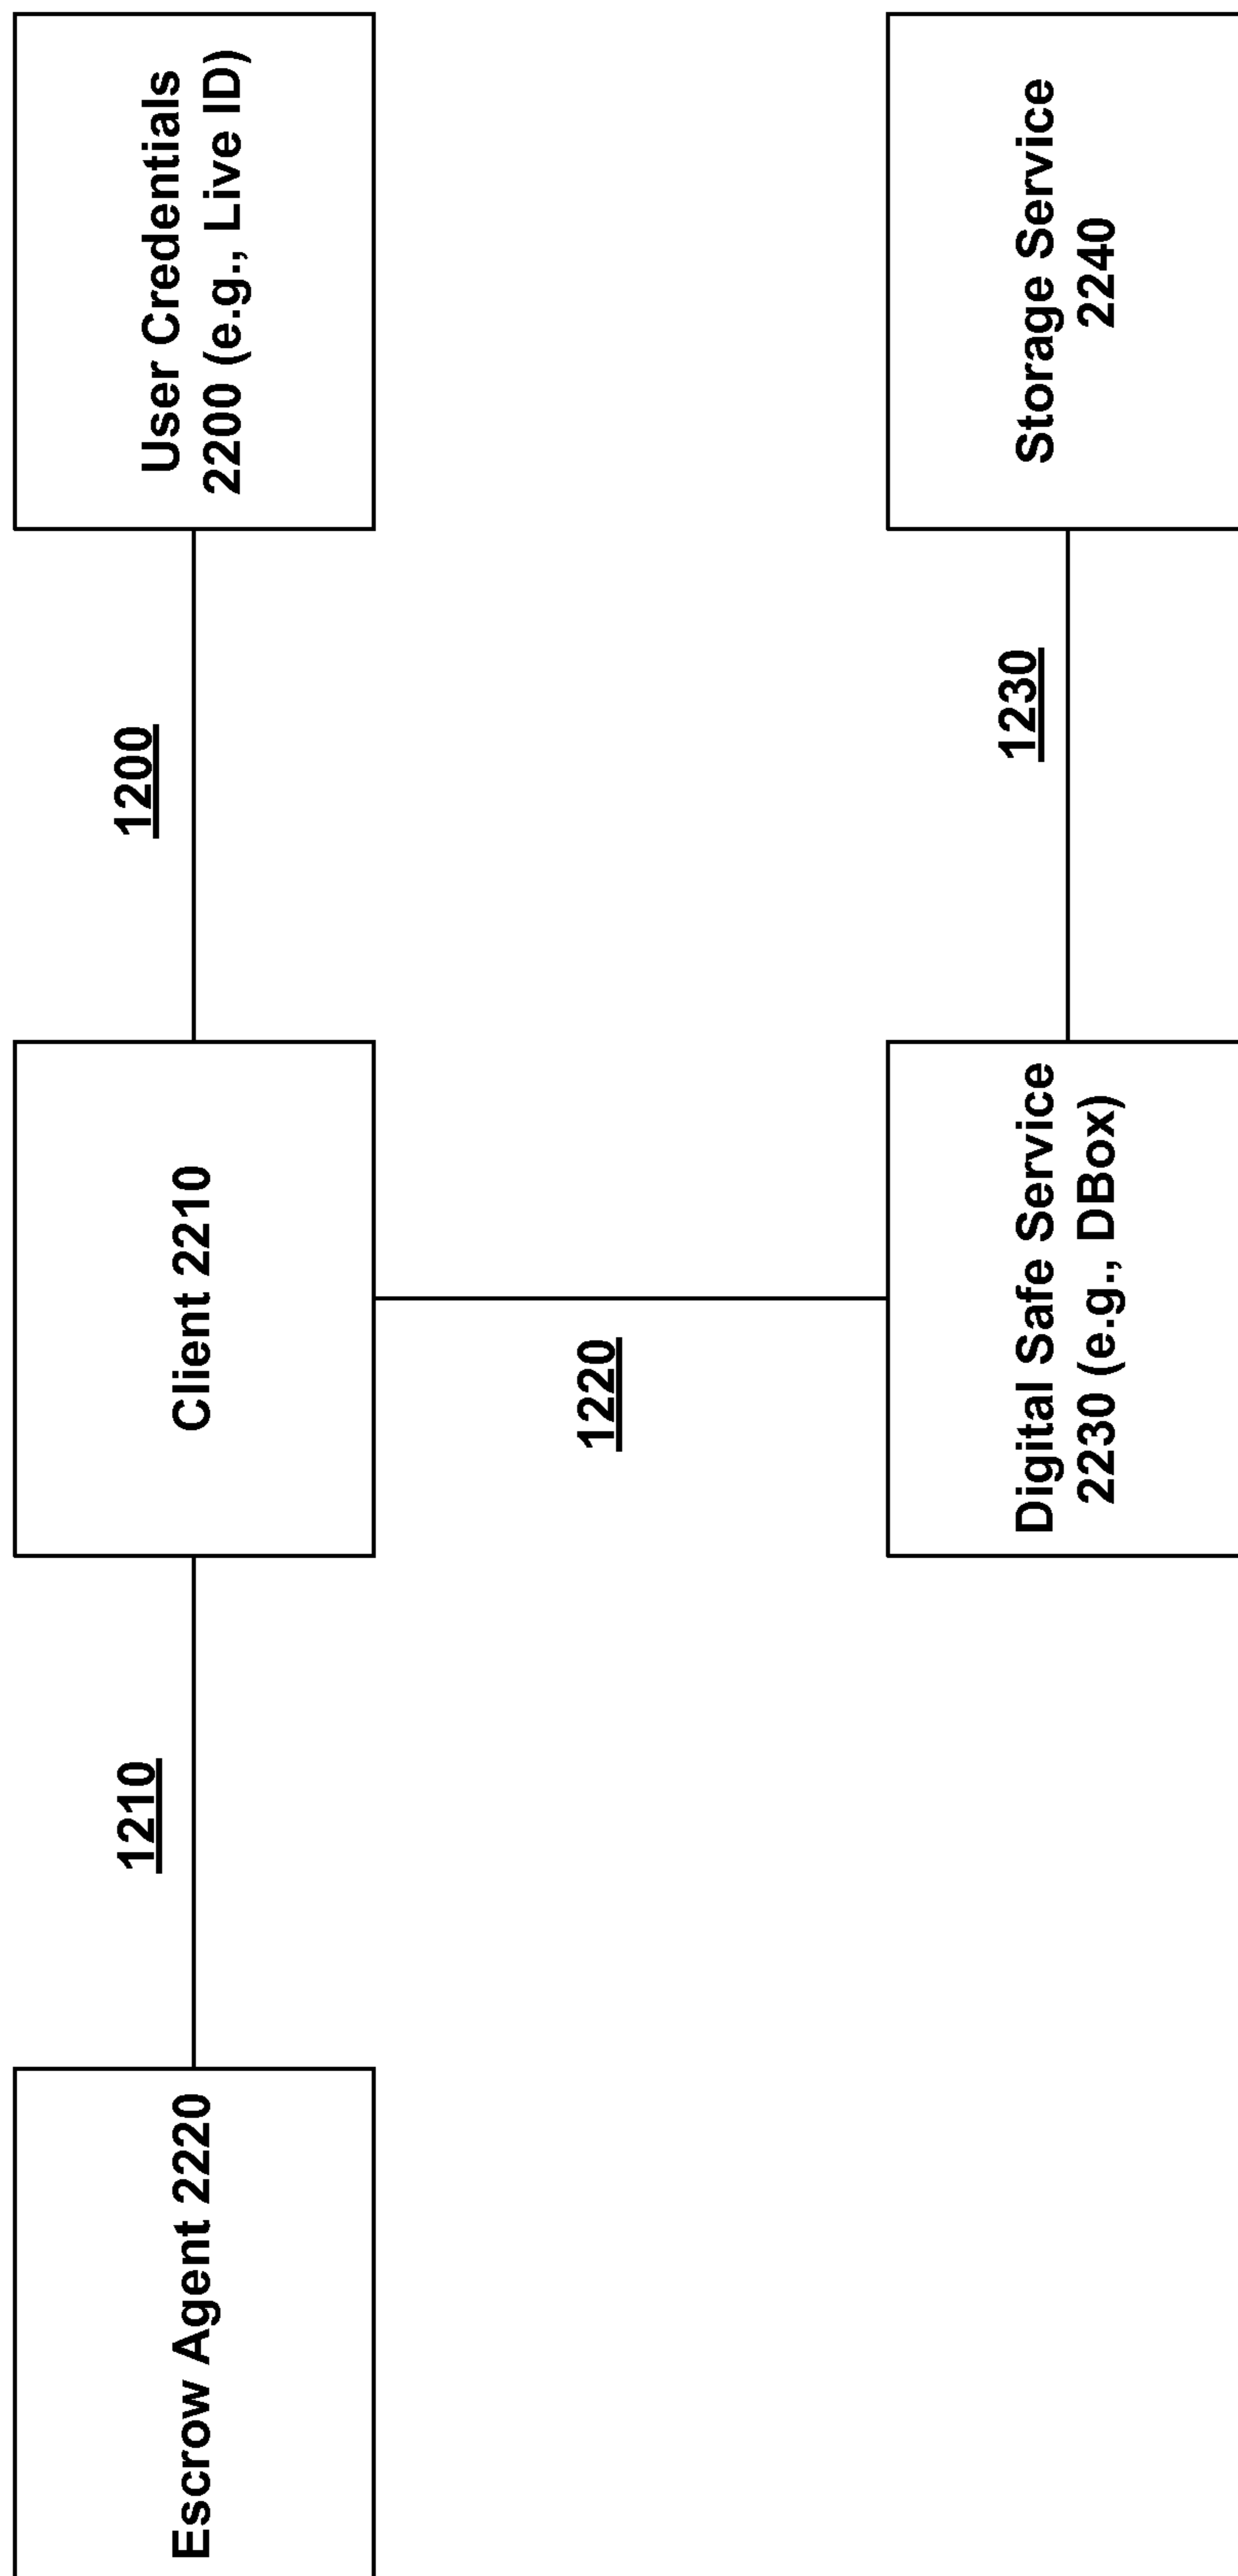 Escrow Agent 2220
1210
Client 2210
1200
User Credentials
2200 (e.g., Live ID)
1220
Digital Safe Service
2230 (e.g., DBox)
1230
Storage Service
2240